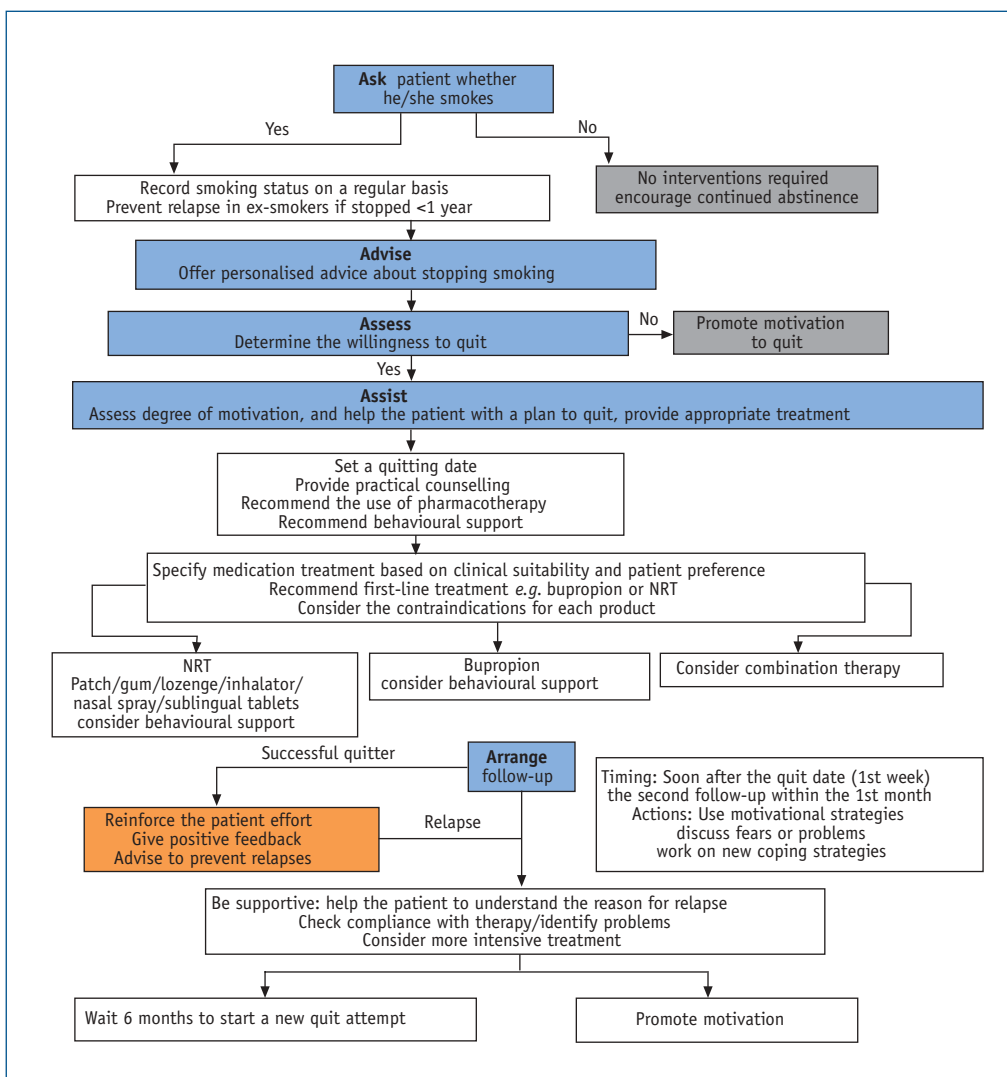 Ask patient whether
he/she smokes
Yes
No
Record smoking status on a regular basis
Prevent relapse in ex-smokers if stopped <1 year
No interventions required
encourage continued abstinence
Advise
Offer personalised advice about stopping smoking
Assess
Determine the willingness to quit
No
Promote motivation
to quit
Yes
Assist
Assess degree of motivation, and help the patient with a plan to quit, provide appropriate treatment
Set a quitting date
Provide practical counselling
Recommend the use of pharmacotherapy
Recommend behavioural support
Specify medication treatment based on clinical suitability and patient preference
Recommend first-line treatment e.g. bupropion or NRT
Consider the contraindications for each product
NRT
Patch/gum/lozenge/inhalator/
nasal spray/sublingual tablets
consider behavioural support
Bupropion
consider behavioural support
Consider combination therapy
Successful quitter
Arrange
follow-up
Timing: Soon after the quit date (1st week)
the second follow-up within the 1st month
Actions: Use motivational strategies
discuss fears or problems
work on new coping strategies
Reinforce the patient effort
Give positive feedback
Advise to prevent relapses
Relapse
Be supportive: help the patient to understand the reason for relapse
Check compliance with therapy/identify problems
Consider more intensive treatment
Wait 6 months to start a new quit attempt
Promote motivation